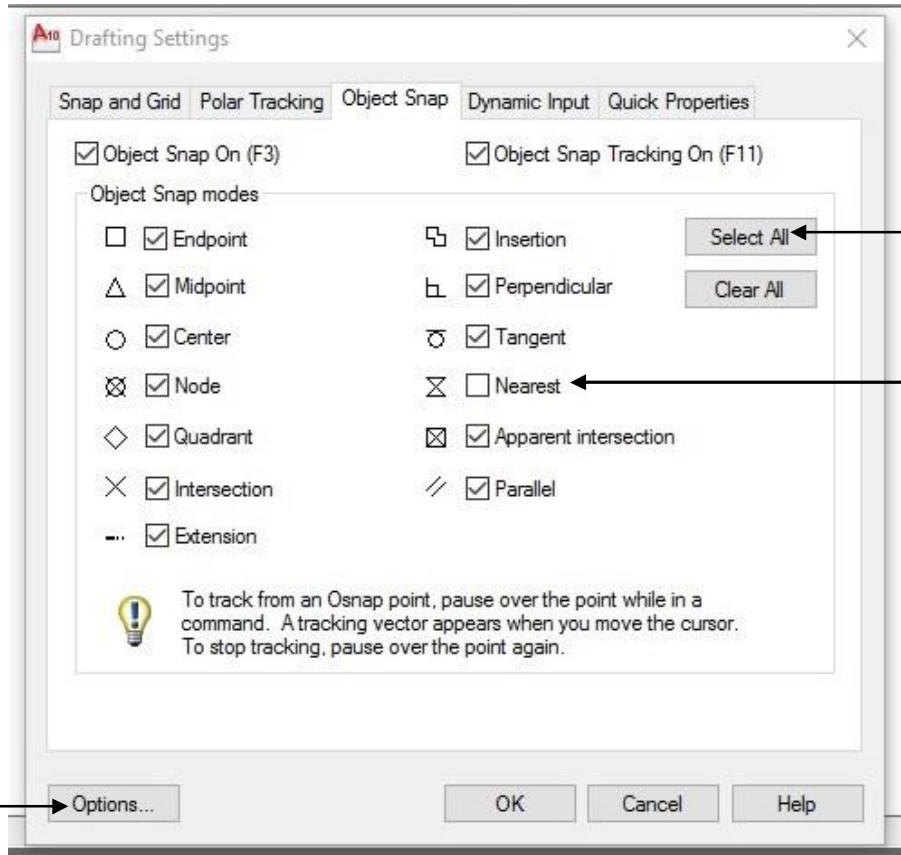 A10 Drafting Settings
Snap and Grid Polar Tracking Object Snap Dynamic Input Quick Properties
Object Snap On (F3) Object Snap Tracking On (F11)
Object Snap modes
Endpoint Insertion Select All
Midpoint Perpendicular Clear All
Center Tangent
Node Nearest
Quadrant Apparent intersection
Intersection Parallel
Extension
To track from an Osnap point, pause over the point while in a
command. A tracking vector appears when you move the cursor.
To stop tracking, pause over the point again.
Options... OK Cancel Help